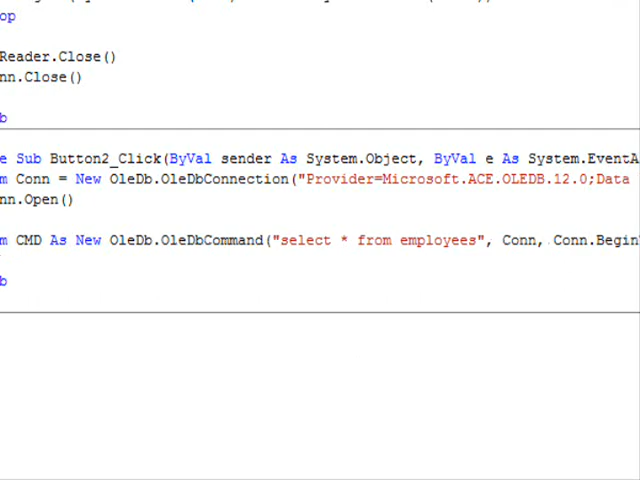 op
Reader.Close()
nn.Close()
b
e Sub Button2_Click(ByVal sender As System.Object, ByVal e As System.EventA
m Conn = New OleDb.OleDbConnection("Provider=Microsoft.ACE.OLEDB.12.0;Data
nn.Open()
m CMD As New OleDb.OleDbCommand("select * from employees", Conn, Conn.Begin
b